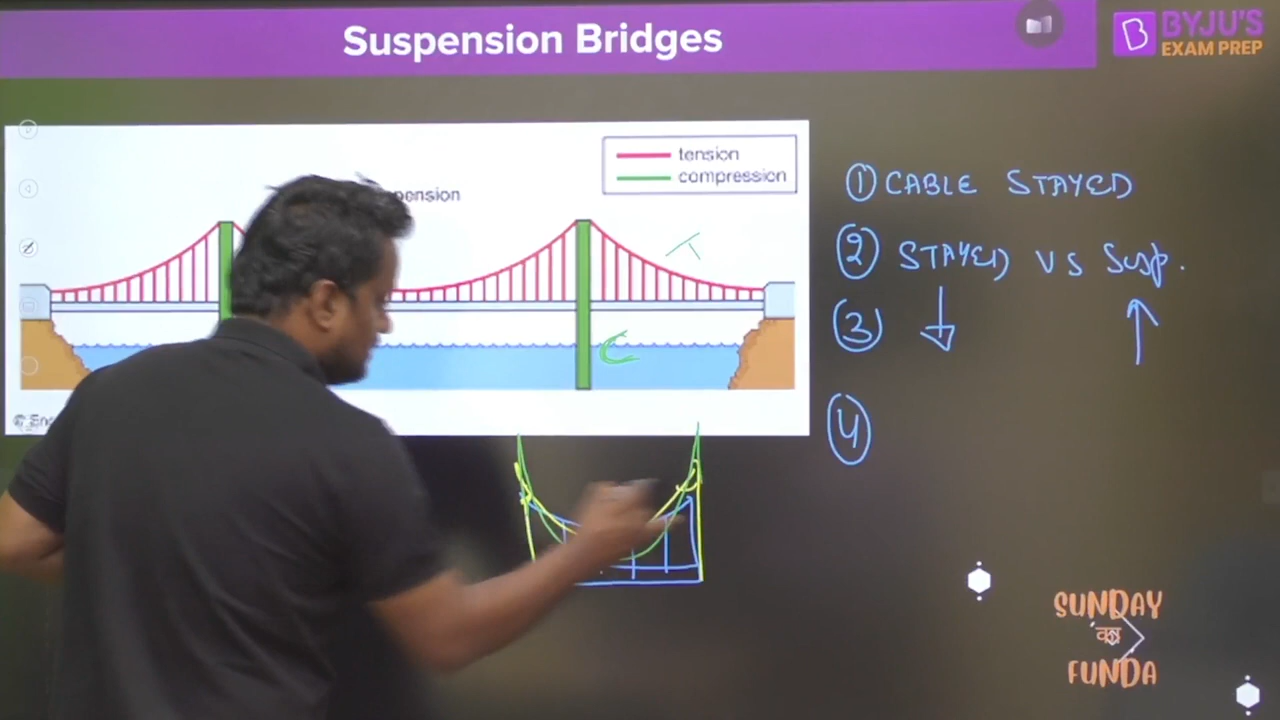 Suspension Bridges
BYJU'S
EXAM PREP
tension
compression
pension
① CABLE STAYED
② STAYED VS SUSP.
③ ↓ ↑
④
T
C
© Enc
SUNDAY
का
FUNDA